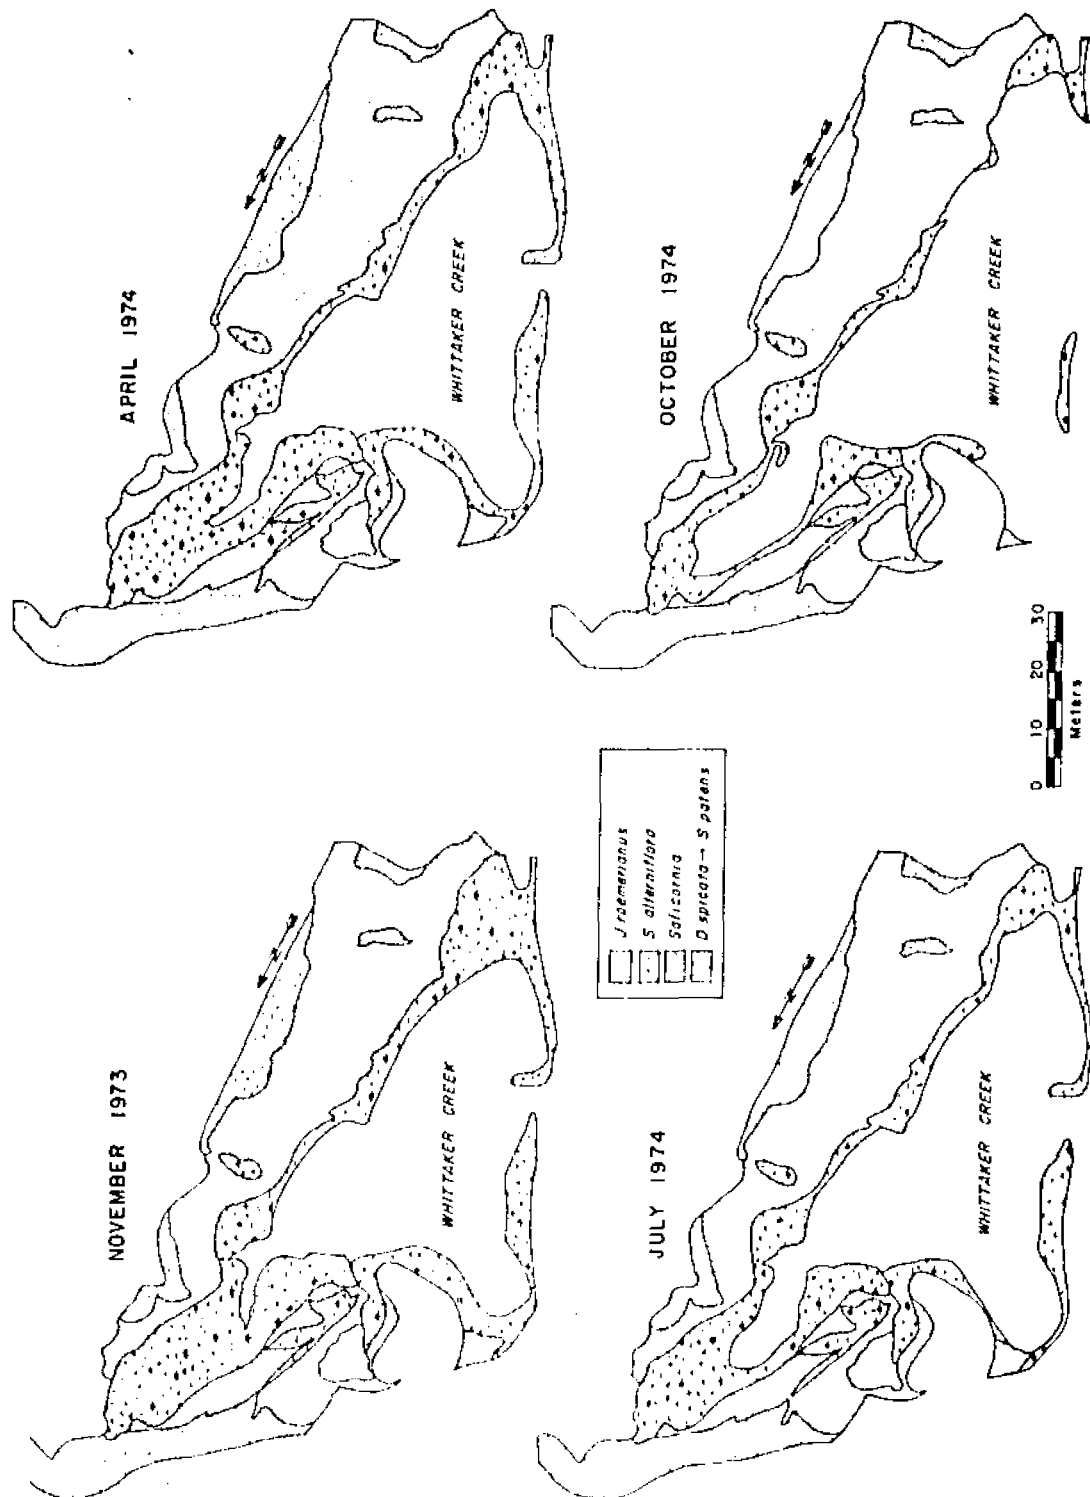 APRIL 1974
WHITTAKER CREEK
OCTOBER 1974
WHITTAKER CREEK
NOVEMBER 1973
WHITTAKER CREEK
JULY 1974
WHITTAKER CREEK
J roemerianus
S alterniflora
Salicornia
D spicata — S patens
0 10 20 30
Meters